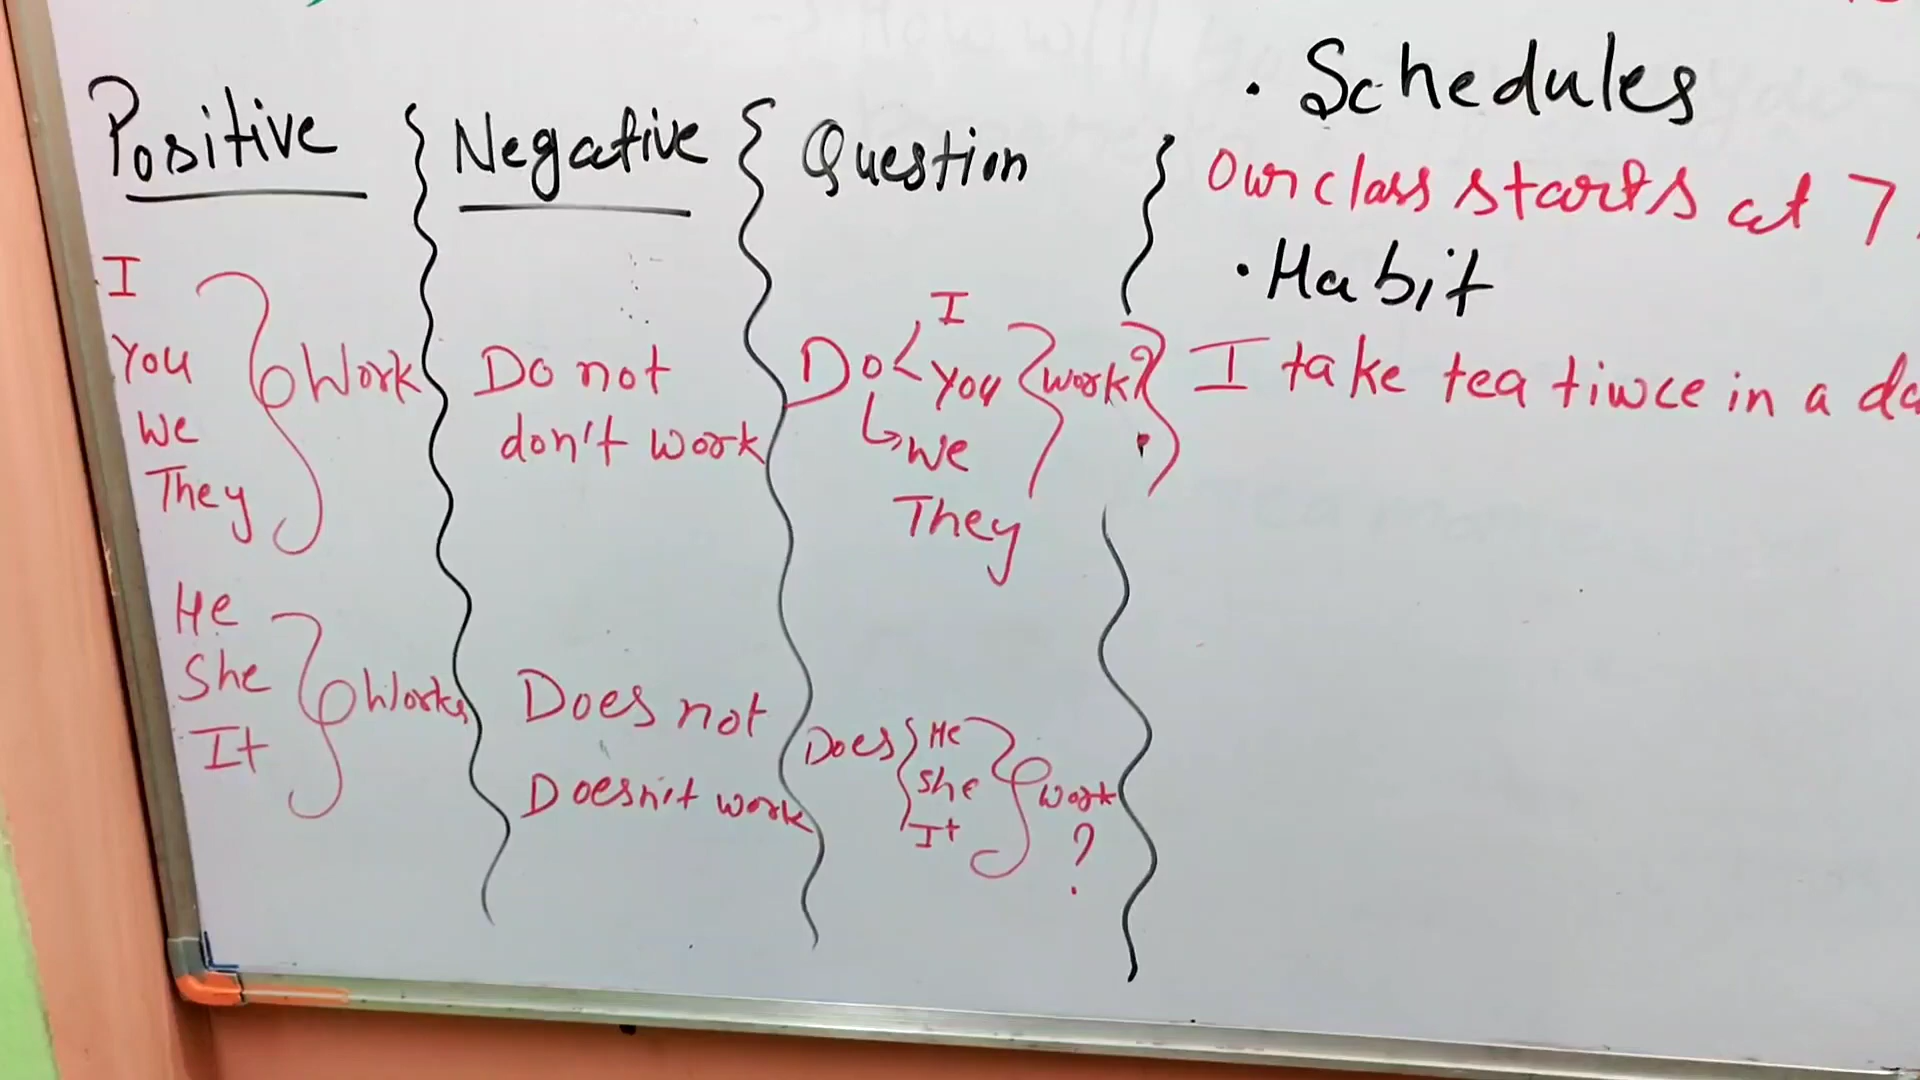 Positive
I
You
We
They
Work
He
She
It
Works
Negative
Do not
don't work
Does not
Doesn't work
Question
Do
I
You
We
They
work?
Does
He
She
It
work
?
• Schedules
Our class starts at 7
• Habit
I take tea tiwce in a